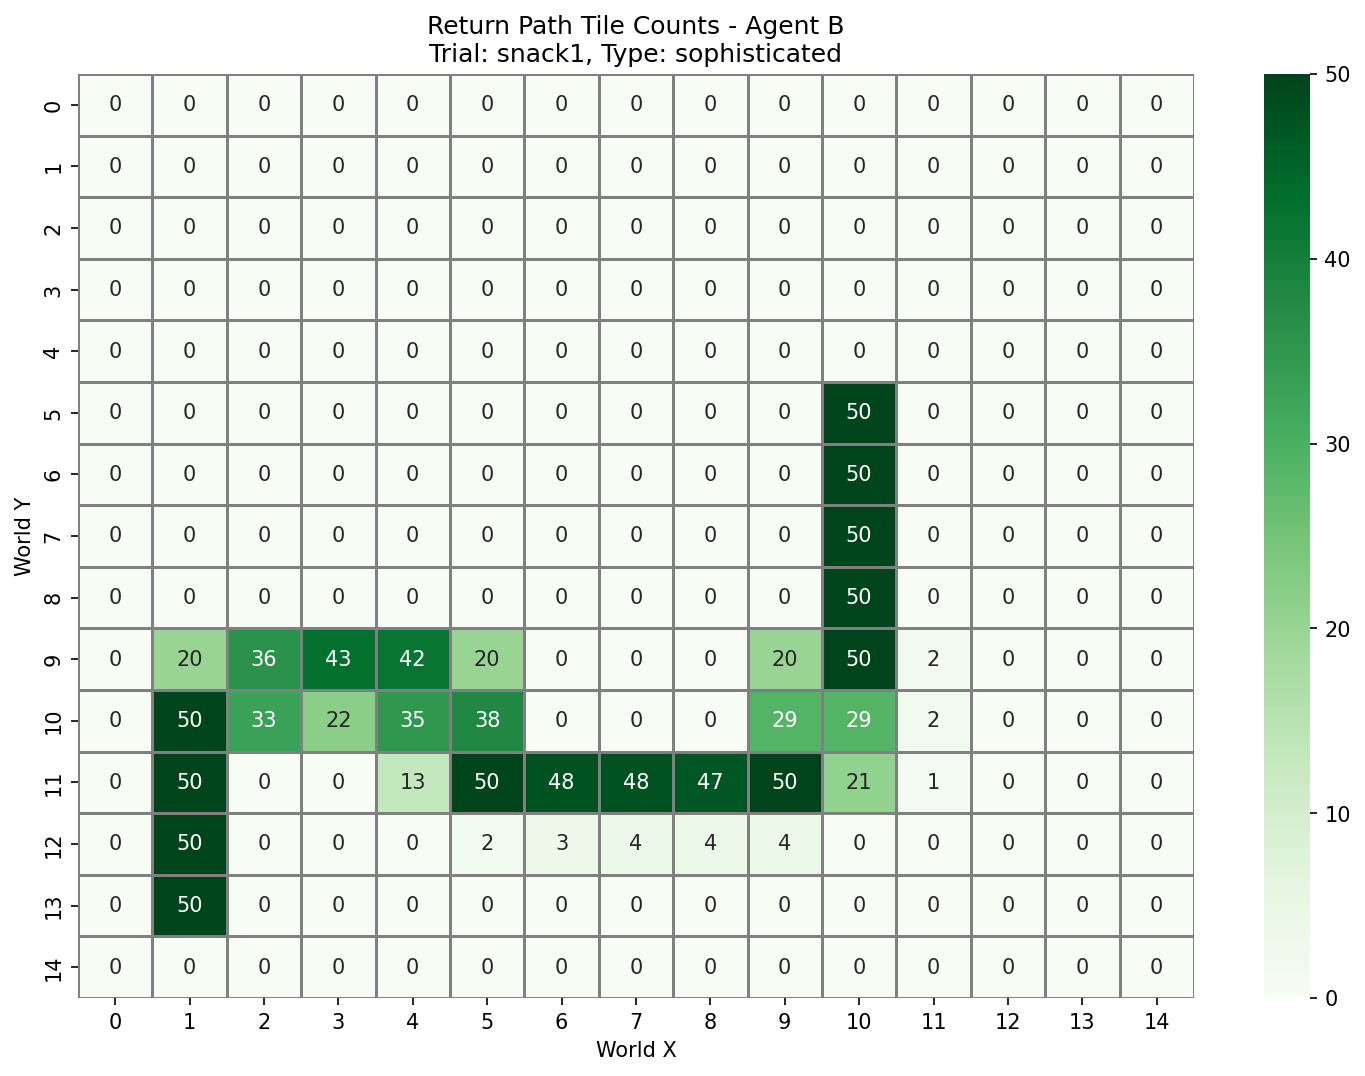 Return Path Tile Counts - Agent B
Trial: snack1, Type: sophisticated
0 0 0 0 0 0 0 0 0 0 0 0 0 0 0 0
1 0 0 0 0 0 0 0 0 0 0 0 0 0 0 0
2 0 0 0 0 0 0 0 0 0 0 0 0 0 0 0
3 0 0 0 0 0 0 0 0 0 0 0 0 0 0 0
4 0 0 0 0 0 0 0 0 0 0 0 0 0 0 0
5 0 0 0 0 0 0 0 0 0 0 50 0 0 0 0
6 0 0 0 0 0 0 0 0 0 0 50 0 0 0 0
7 0 0 0 0 0 0 0 0 0 0 50 0 0 0 0
8 0 0 0 0 0 0 0 0 0 0 50 0 0 0 0
9 0 20 36 43 42 20 0 0 0 20 50 2 0 0 0
10 0 50 33 22 35 38 0 0 0 29 29 2 0 0 0
11 0 50 0 0 13 50 48 48 47 50 21 1 0 0 0
12 0 50 0 0 0 2 3 4 4 4 0 0 0 0 0
13 0 50 0 0 0 0 0 0 0 0 0 0 0 0 0
14 0 0 0 0 0 0 0 0 0 0 0 0 0 0 0
0 1 2 3 4 5 6 7 8 9 10 11 12 13 14
World X
World Y
50
40
30
20
10
0